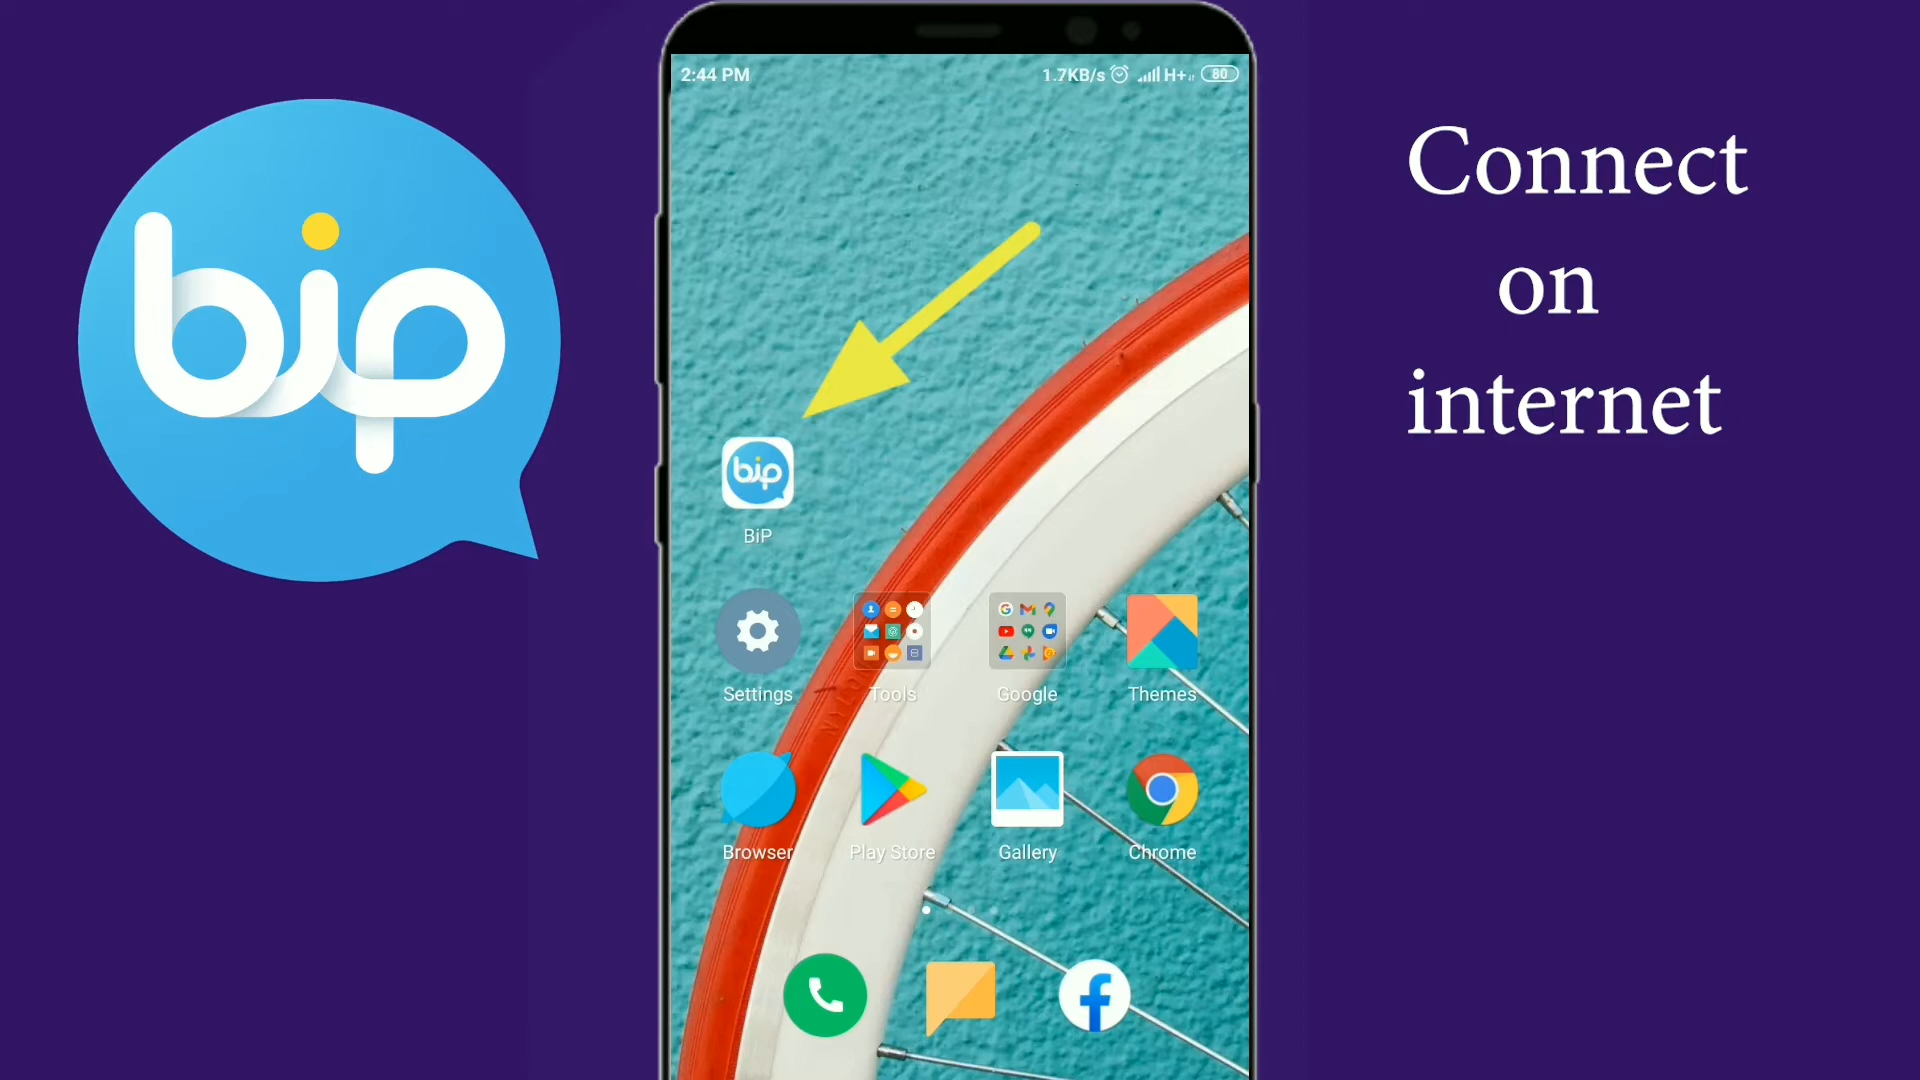 bip
2:44 PM
1.7KB/s H+ 80
Connect
on
internet
bip
BiP
Settings Tools Google Themes
Browser Play Store Gallery Chrome